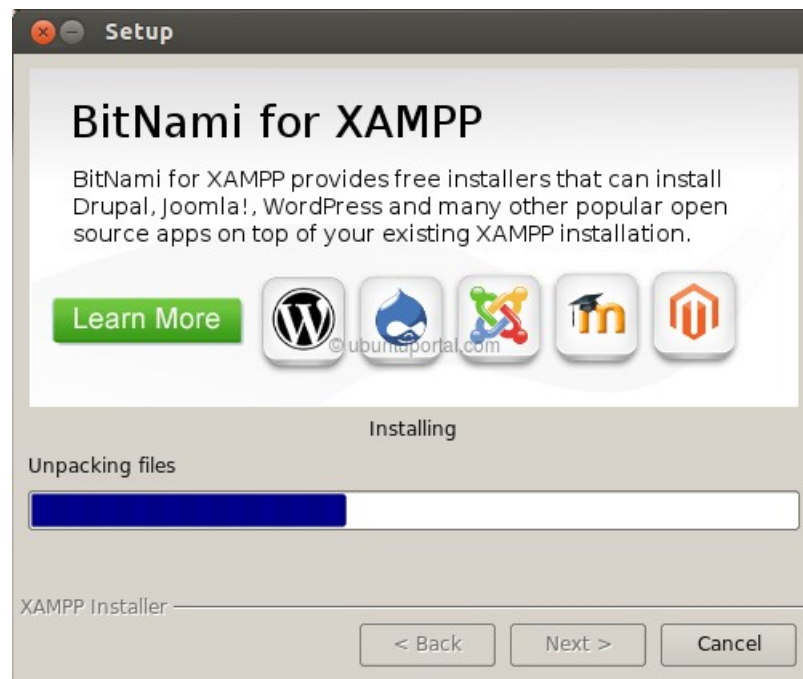 Setup
BitNami for XAMPP
BitNami for XAMPP provides free installers that can install
Drupal, Joomla!, WordPress and many other popular open
source apps on top of your existing XAMPP installation.
Learn More
© ubuntuportal.com
Installing
Unpacking files
XAMPP Installer
< Back Next > Cancel